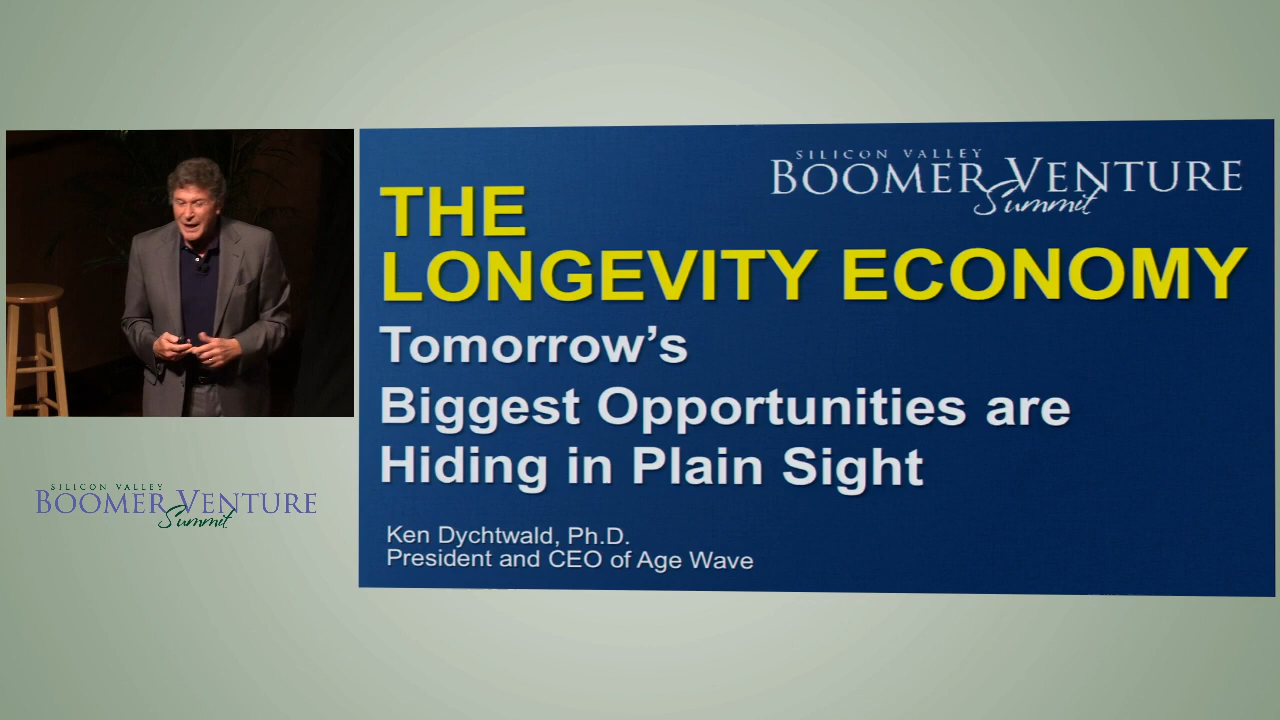 SILICON VALLEY
BOOMER VENTURE
Summit
THE
LONGEVITY ECONOMY
Tomorrow's
Biggest Opportunities are
Hiding in Plain Sight
Ken Dychtwald, Ph.D.
President and CEO of Age Wave
SILICON VALLEY
BOOMER VENTURE
Summit